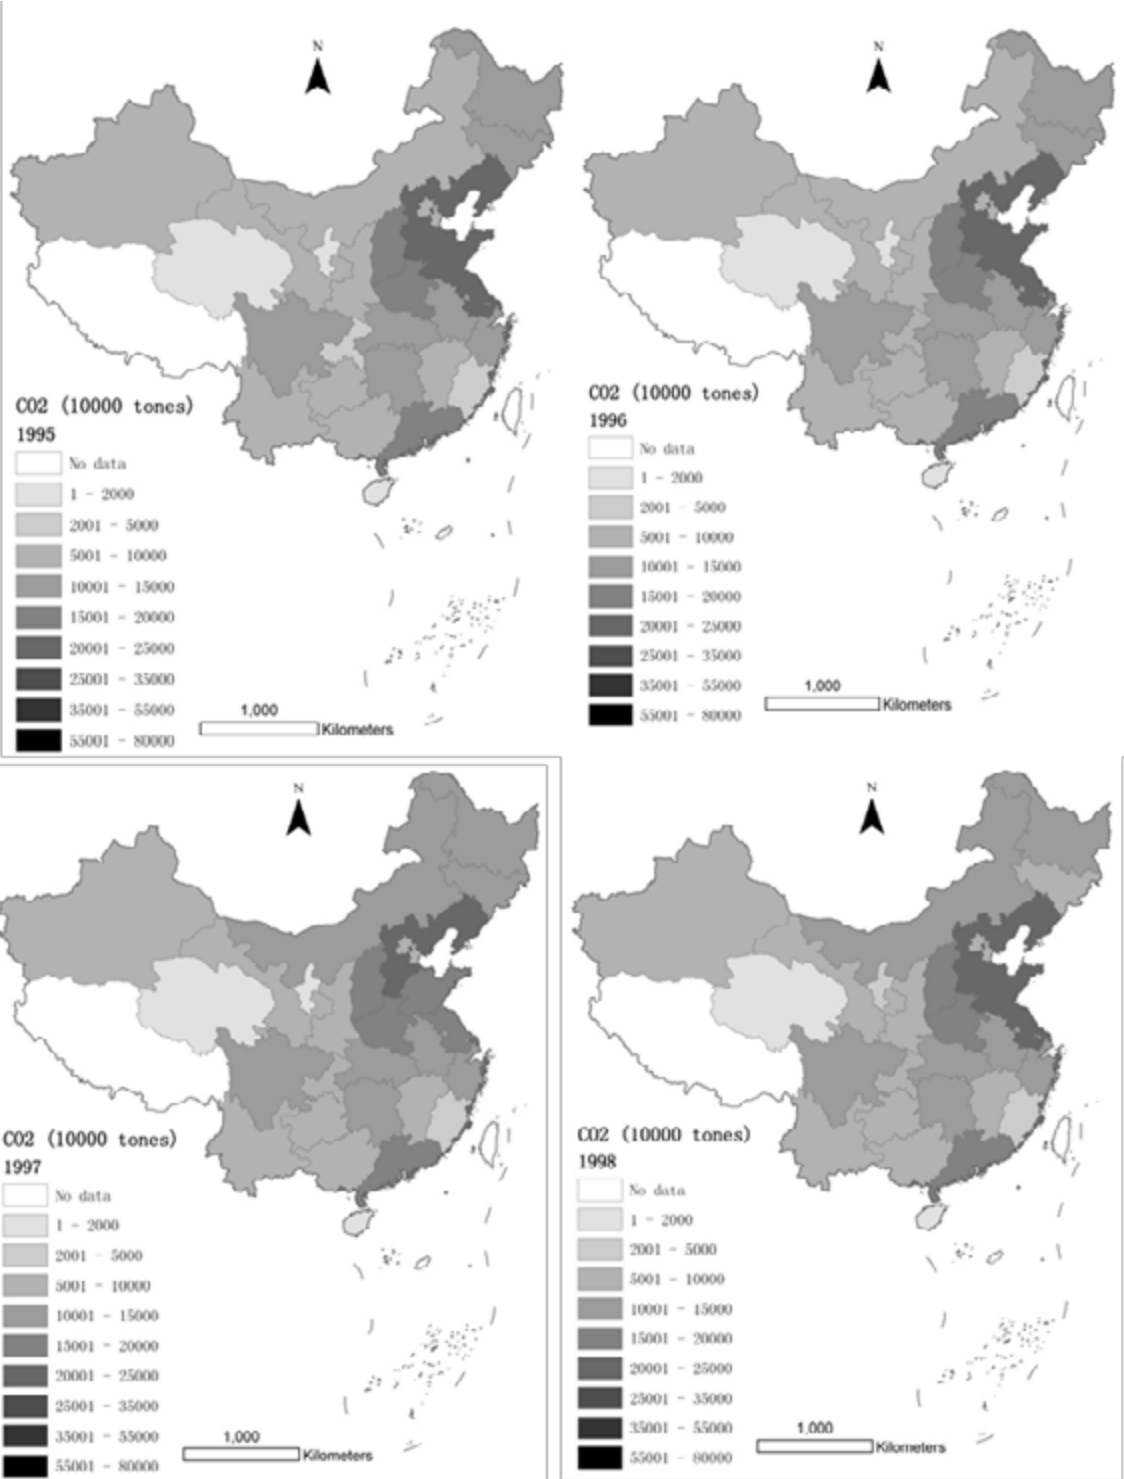 N
CO2 (10000 tones)
1995
No data
1 - 2000
2001 - 5000
5001 - 10000
10001 - 15000
15001 - 20000
20001 - 25000
25001 - 35000
35001 - 55000
55001 - 80000
1,000
Kilometers
N
CO2 (10000 tones)
1996
No data
1 - 2000
2001 - 5000
5001 - 10000
10001 - 15000
15001 - 20000
20001 - 25000
25001 - 35000
35001 - 55000
55001 - 80000
1,000
Kilometers
N
CO2 (10000 tones)
1997
No data
1 - 2000
2001 - 5000
5001 - 10000
10001 - 15000
15001 - 20000
20001 - 25000
25001 - 35000
35001 - 55000
55001 - 80000
1,000
Kilometers
N
CO2 (10000 tones)
1998
No data
1 - 2000
2001 - 5000
5001 - 10000
10001 - 15000
15001 - 20000
20001 - 25000
25001 - 35000
35001 - 55000
55001 - 80000
1,000
Kilometers